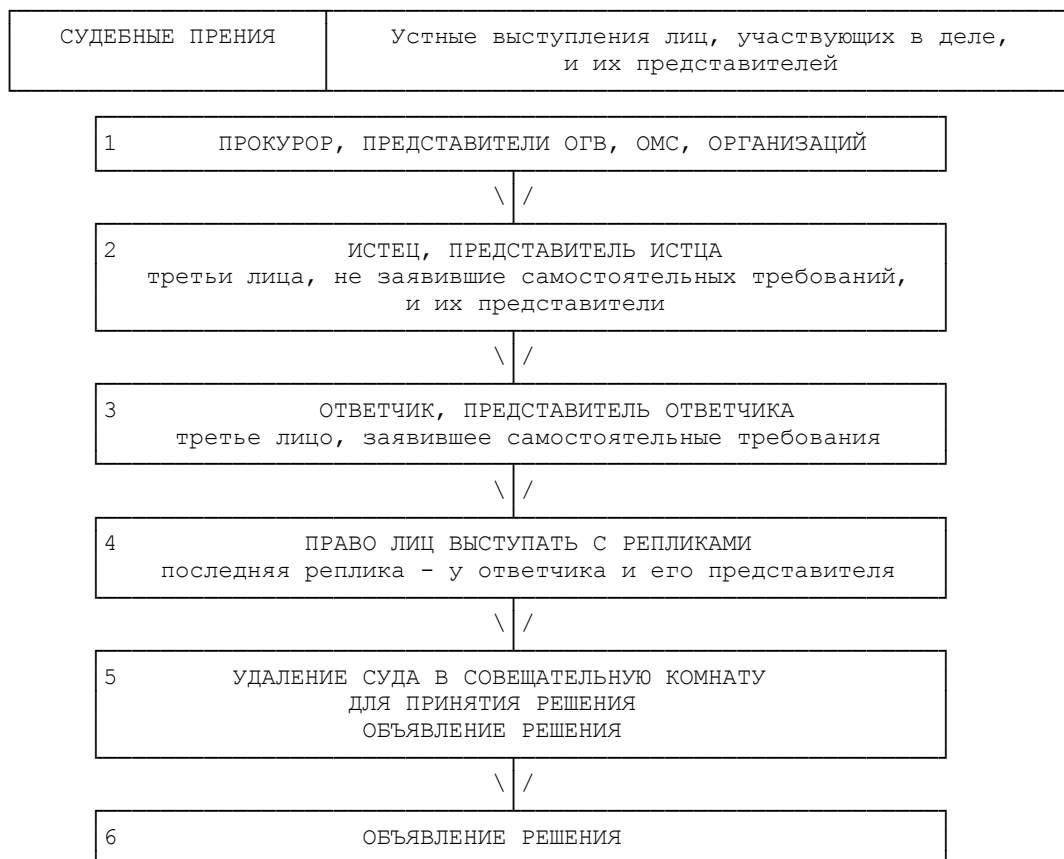 СУДЕБНЫЕ ПРЕНИЯ
Устные выступления лиц, участвующих в деле,
и их представителей
1 ПРОКУРОР, ПРЕДСТАВИТЕЛИ ОГВ, ОМС, ОРГАНИЗАЦИЙ
2 ИСТЕЦ, ПРЕДСТАВИТЕЛЬ ИСТЦА
третьи лица, не заявившие самостоятельных требований,
и их представители
3 ОТВЕТЧИК, ПРЕДСТАВИТЕЛЬ ОТВЕТЧИКА
третье лицо, заявившее самостоятельные требования
4 ПРАВО ЛИЦ ВЫСТУПАТЬ С РЕПЛИКАМИ
последняя реплика - у ответчика и его представителя
5 УДАЛЕНИЕ СУДА В СОВЕЩАТЕЛЬНУЮ КОМНАТУ
ДЛЯ ПРИНЯТИЯ РЕШЕНИЯ
ОБЪЯВЛЕНИЕ РЕШЕНИЯ
6 ОБЪЯВЛЕНИЕ РЕШЕНИЯ